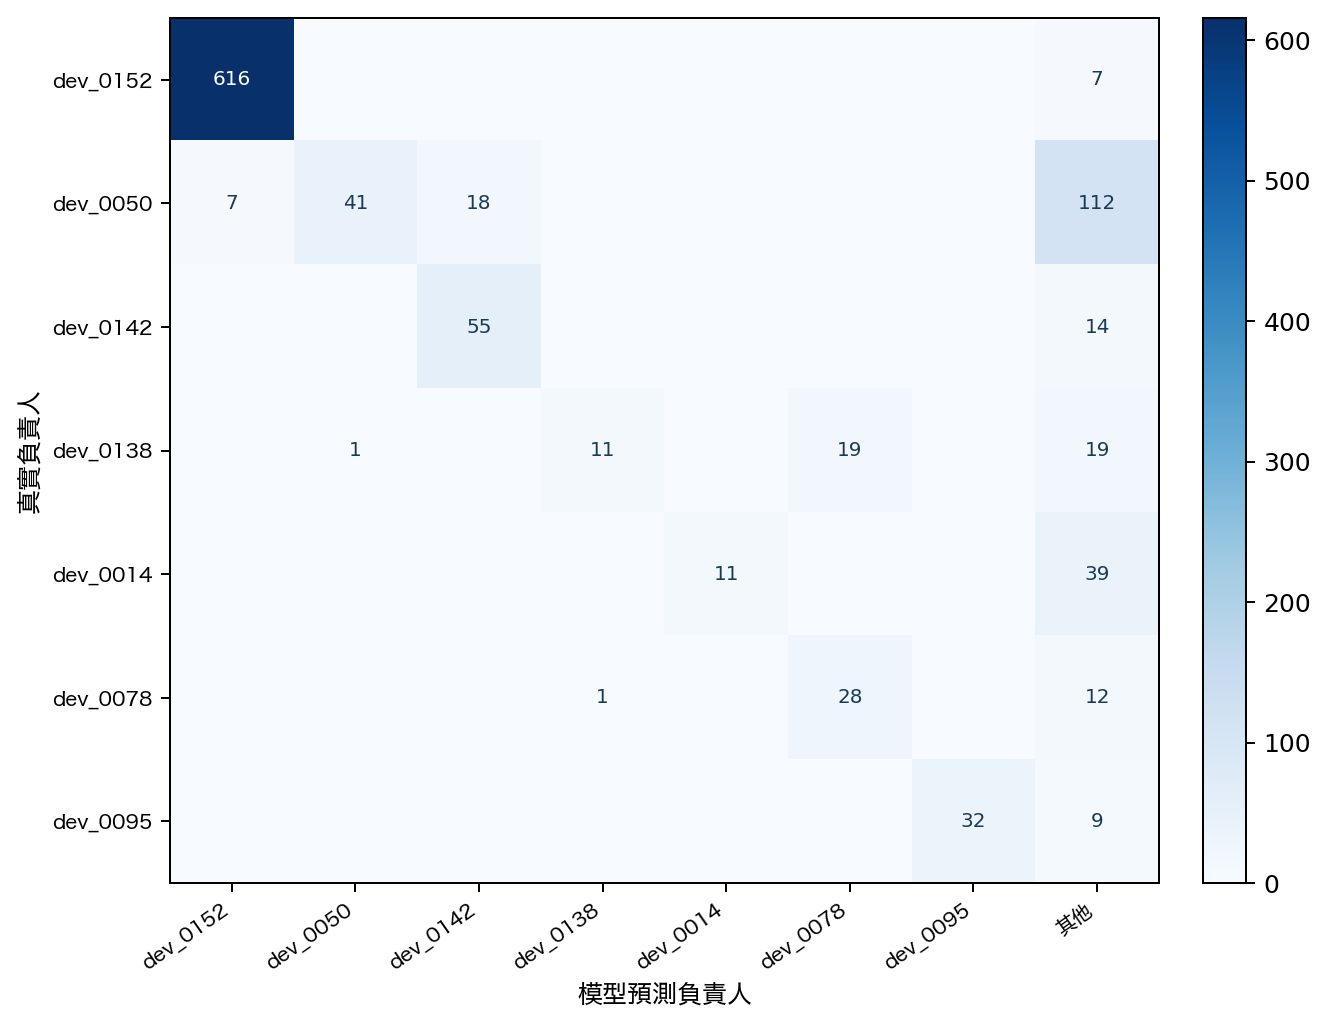 dev_0152 616 7
dev_0050 7 41 18 112
dev_0142 55 14
dev_0138 1 11 19 19
dev_0014 11 39
dev_0078 1 28 12
dev_0095 32 9
真實負責人
dev_0152 dev_0050 dev_0142 dev_0138 dev_0014 dev_0078 dev_0095 其他
模型預測負責人
600
500
400
300
200
100
0